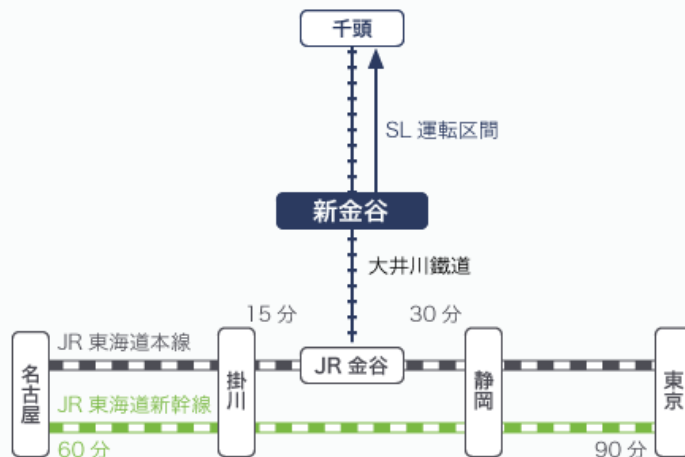 千頭
SL 運転区間
新金谷
大井川鐵道
15 分
30 分
JR 東海道本線
名古屋
掛川
JR 金谷
静岡
東京
JR 東海道新幹線
60 分
90 分